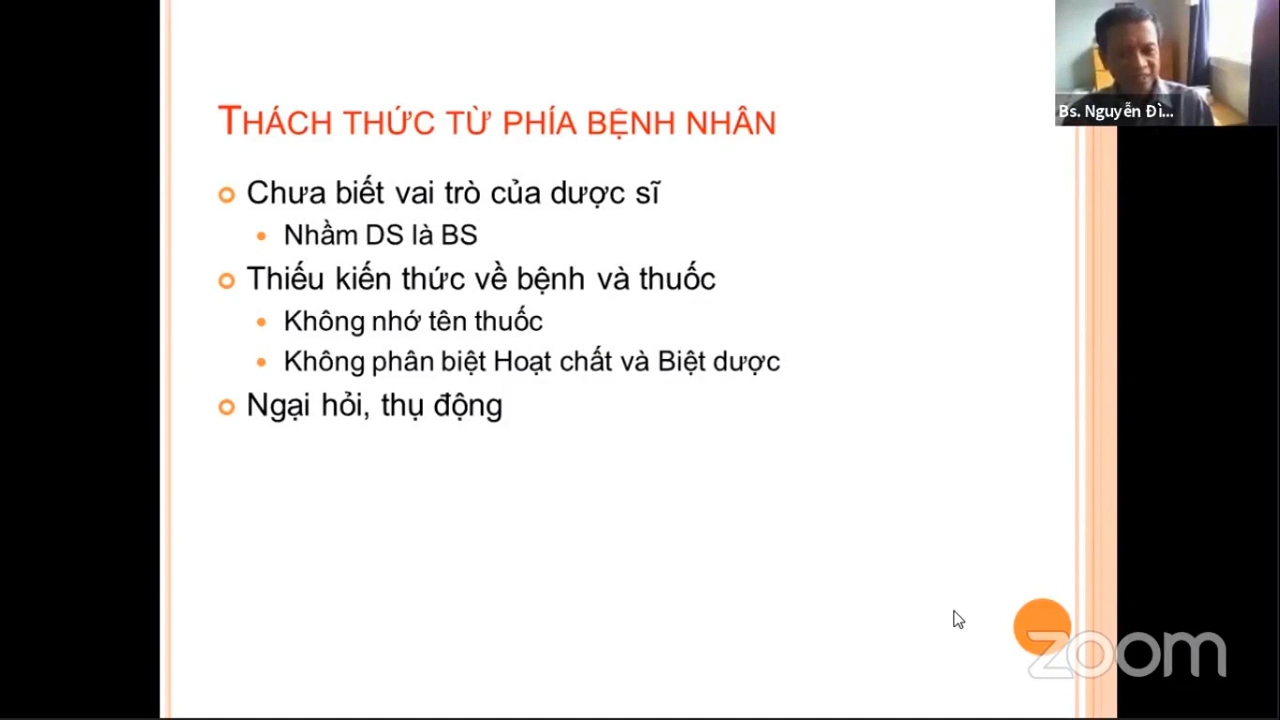 THÁCH THỨC TỪ PHÍA BỆNH NHÂN
Chưa biết vai trò của dược sĩ
Nhầm DS là BS
Thiếu kiến thức về bệnh và thuốc
Không nhớ tên thuốc
Không phân biệt Hoạt chất và Biệt dược
Ngại hỏi, thụ động
Bs. Nguyễn Đì...
zoom